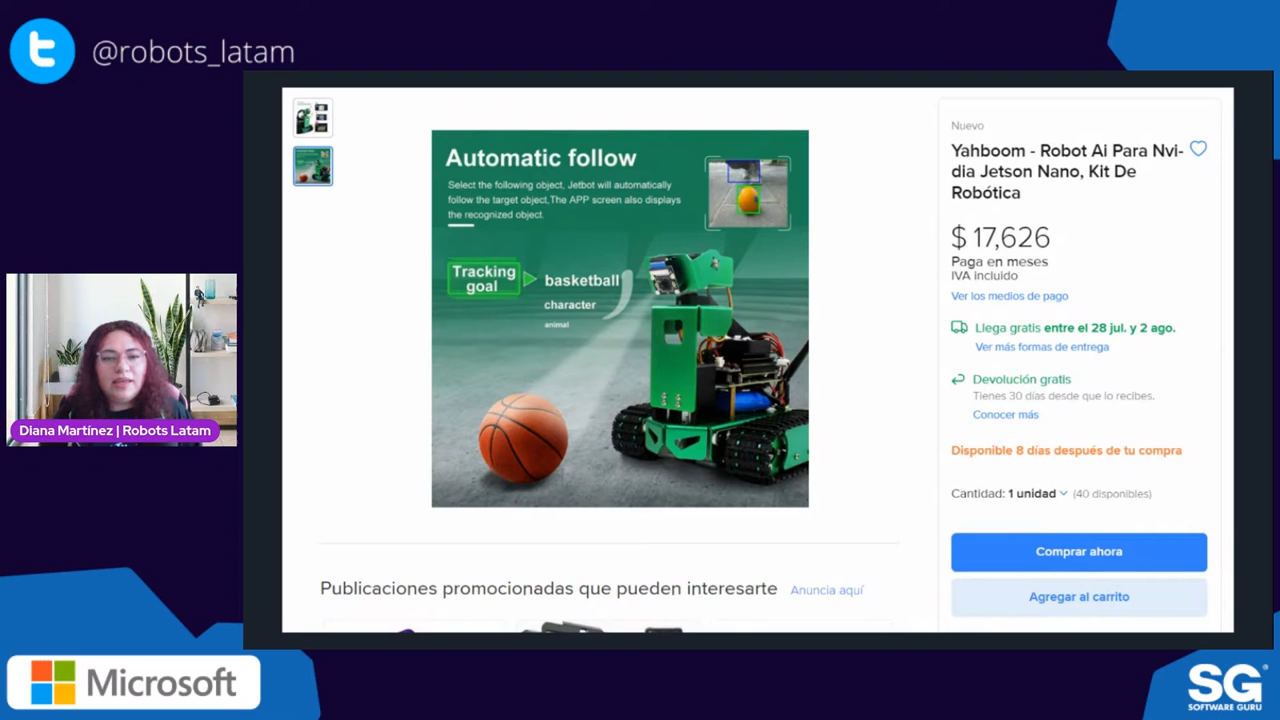 @robots_latam
Diana Martínez | Robots Latam
Automatic follow
Select the following object, Jetbot will automatically
follow the target object,The APP screen also displays
the recognized object.
Tracking
goal
basketball
character
animal
Nuevo
Yahboom - Robot Ai Para Nvi-
dia Jetson Nano, Kit De
Robótica
$ 17,626
Paga en meses
IVA incluido
Ver los medios de pago
Llega gratis entre el 28 jul. y 2 ago.
Ver más formas de entrega
Devolución gratis
Tienes 30 días desde que lo recibes.
Conocer más
Disponible 8 días después de tu compra
Cantidad: 1 unidad (40 disponibles)
Comprar ahora
Agregar al carrito
Publicaciones promocionadas que pueden interesarte Anuncia aquí
Microsoft
SG
SOFTWARE GURU